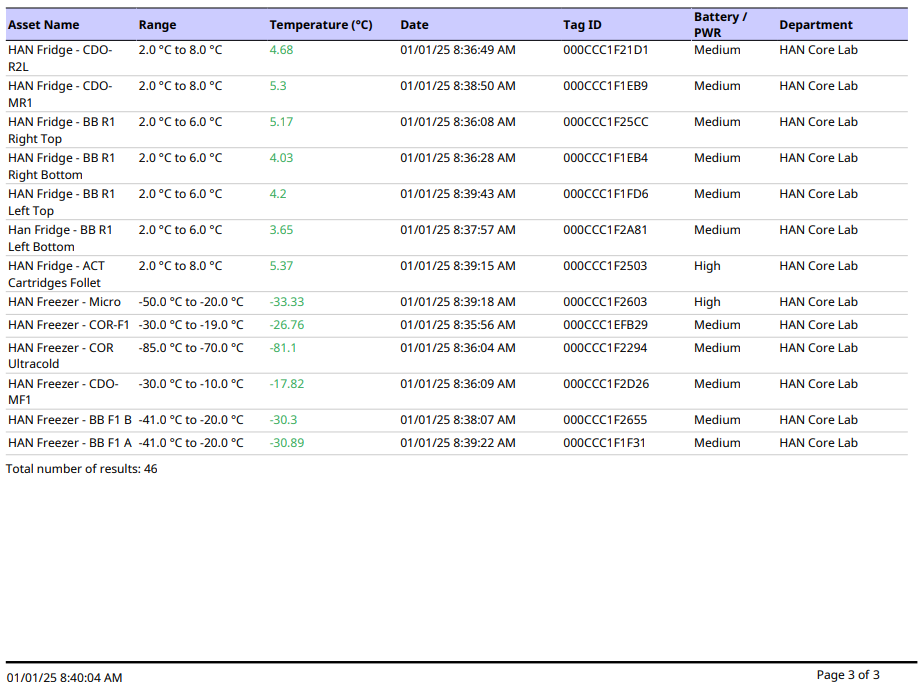 Asset Name Range Temperature (°C) Date Tag ID Battery / PWR Department
HAN Fridge - CDO-R2L 2.0 °C to 8.0 °C 4.68 01/01/25 8:36:49 AM 000CCC1F21D1 Medium HAN Core Lab
HAN Fridge - CDO-MR1 2.0 °C to 8.0 °C 5.3 01/01/25 8:38:50 AM 000CCC1F1EB9 Medium HAN Core Lab
HAN Fridge - BB R1 Right Top 2.0 °C to 6.0 °C 5.17 01/01/25 8:36:08 AM 000CCC1F25CC Medium HAN Core Lab
HAN Fridge - BB R1 Right Bottom 2.0 °C to 6.0 °C 4.03 01/01/25 8:36:28 AM 000CCC1F1EB4 Medium HAN Core Lab
HAN Fridge - BB R1 Left Top 2.0 °C to 6.0 °C 4.2 01/01/25 8:39:43 AM 000CCC1F1FD6 Medium HAN Core Lab
Han Fridge - BB R1 Left Bottom 2.0 °C to 6.0 °C 3.65 01/01/25 8:37:57 AM 000CCC1F2A81 Medium HAN Core Lab
HAN Fridge - ACT Cartridges Follet 2.0 °C to 8.0 °C 5.37 01/01/25 8:39:15 AM 000CCC1F2503 High HAN Core Lab
HAN Freezer - Micro -50.0 °C to -20.0 °C -33.33 01/01/25 8:39:18 AM 000CCC1F2603 High HAN Core Lab
HAN Freezer - COR-F1 -30.0 °C to -19.0 °C -26.76 01/01/25 8:35:56 AM 000CCC1EFB29 Medium HAN Core Lab
HAN Freezer - COR Ultracold -85.0 °C to -70.0 °C -81.1 01/01/25 8:36:04 AM 000CCC1F2294 Medium HAN Core Lab
HAN Freezer - CDO-MF1 -30.0 °C to -10.0 °C -17.82 01/01/25 8:36:09 AM 000CCC1F2D26 Medium HAN Core Lab
HAN Freezer - BB F1 B -41.0 °C to -20.0 °C -30.3 01/01/25 8:38:07 AM 000CCC1F2655 Medium HAN Core Lab
HAN Freezer - BB F1 A -41.0 °C to -20.0 °C -30.89 01/01/25 8:39:22 AM 000CCC1F1F31 Medium HAN Core Lab
Total number of results: 46
01/01/25 8:40:04 AM
Page 3 of 3